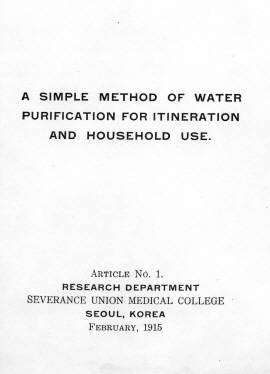 A SIMPLE METHOD OF WATER
PURIFICATION FOR ITINERATION
AND HOUSEHOLD USE.
ARTICLE NO. 1.
RESEARCH DEPARTMENT
SEVERANCE UNION MEDICAL COLLEGE
SEOUL, KOREA
FEBRUARY, 1915